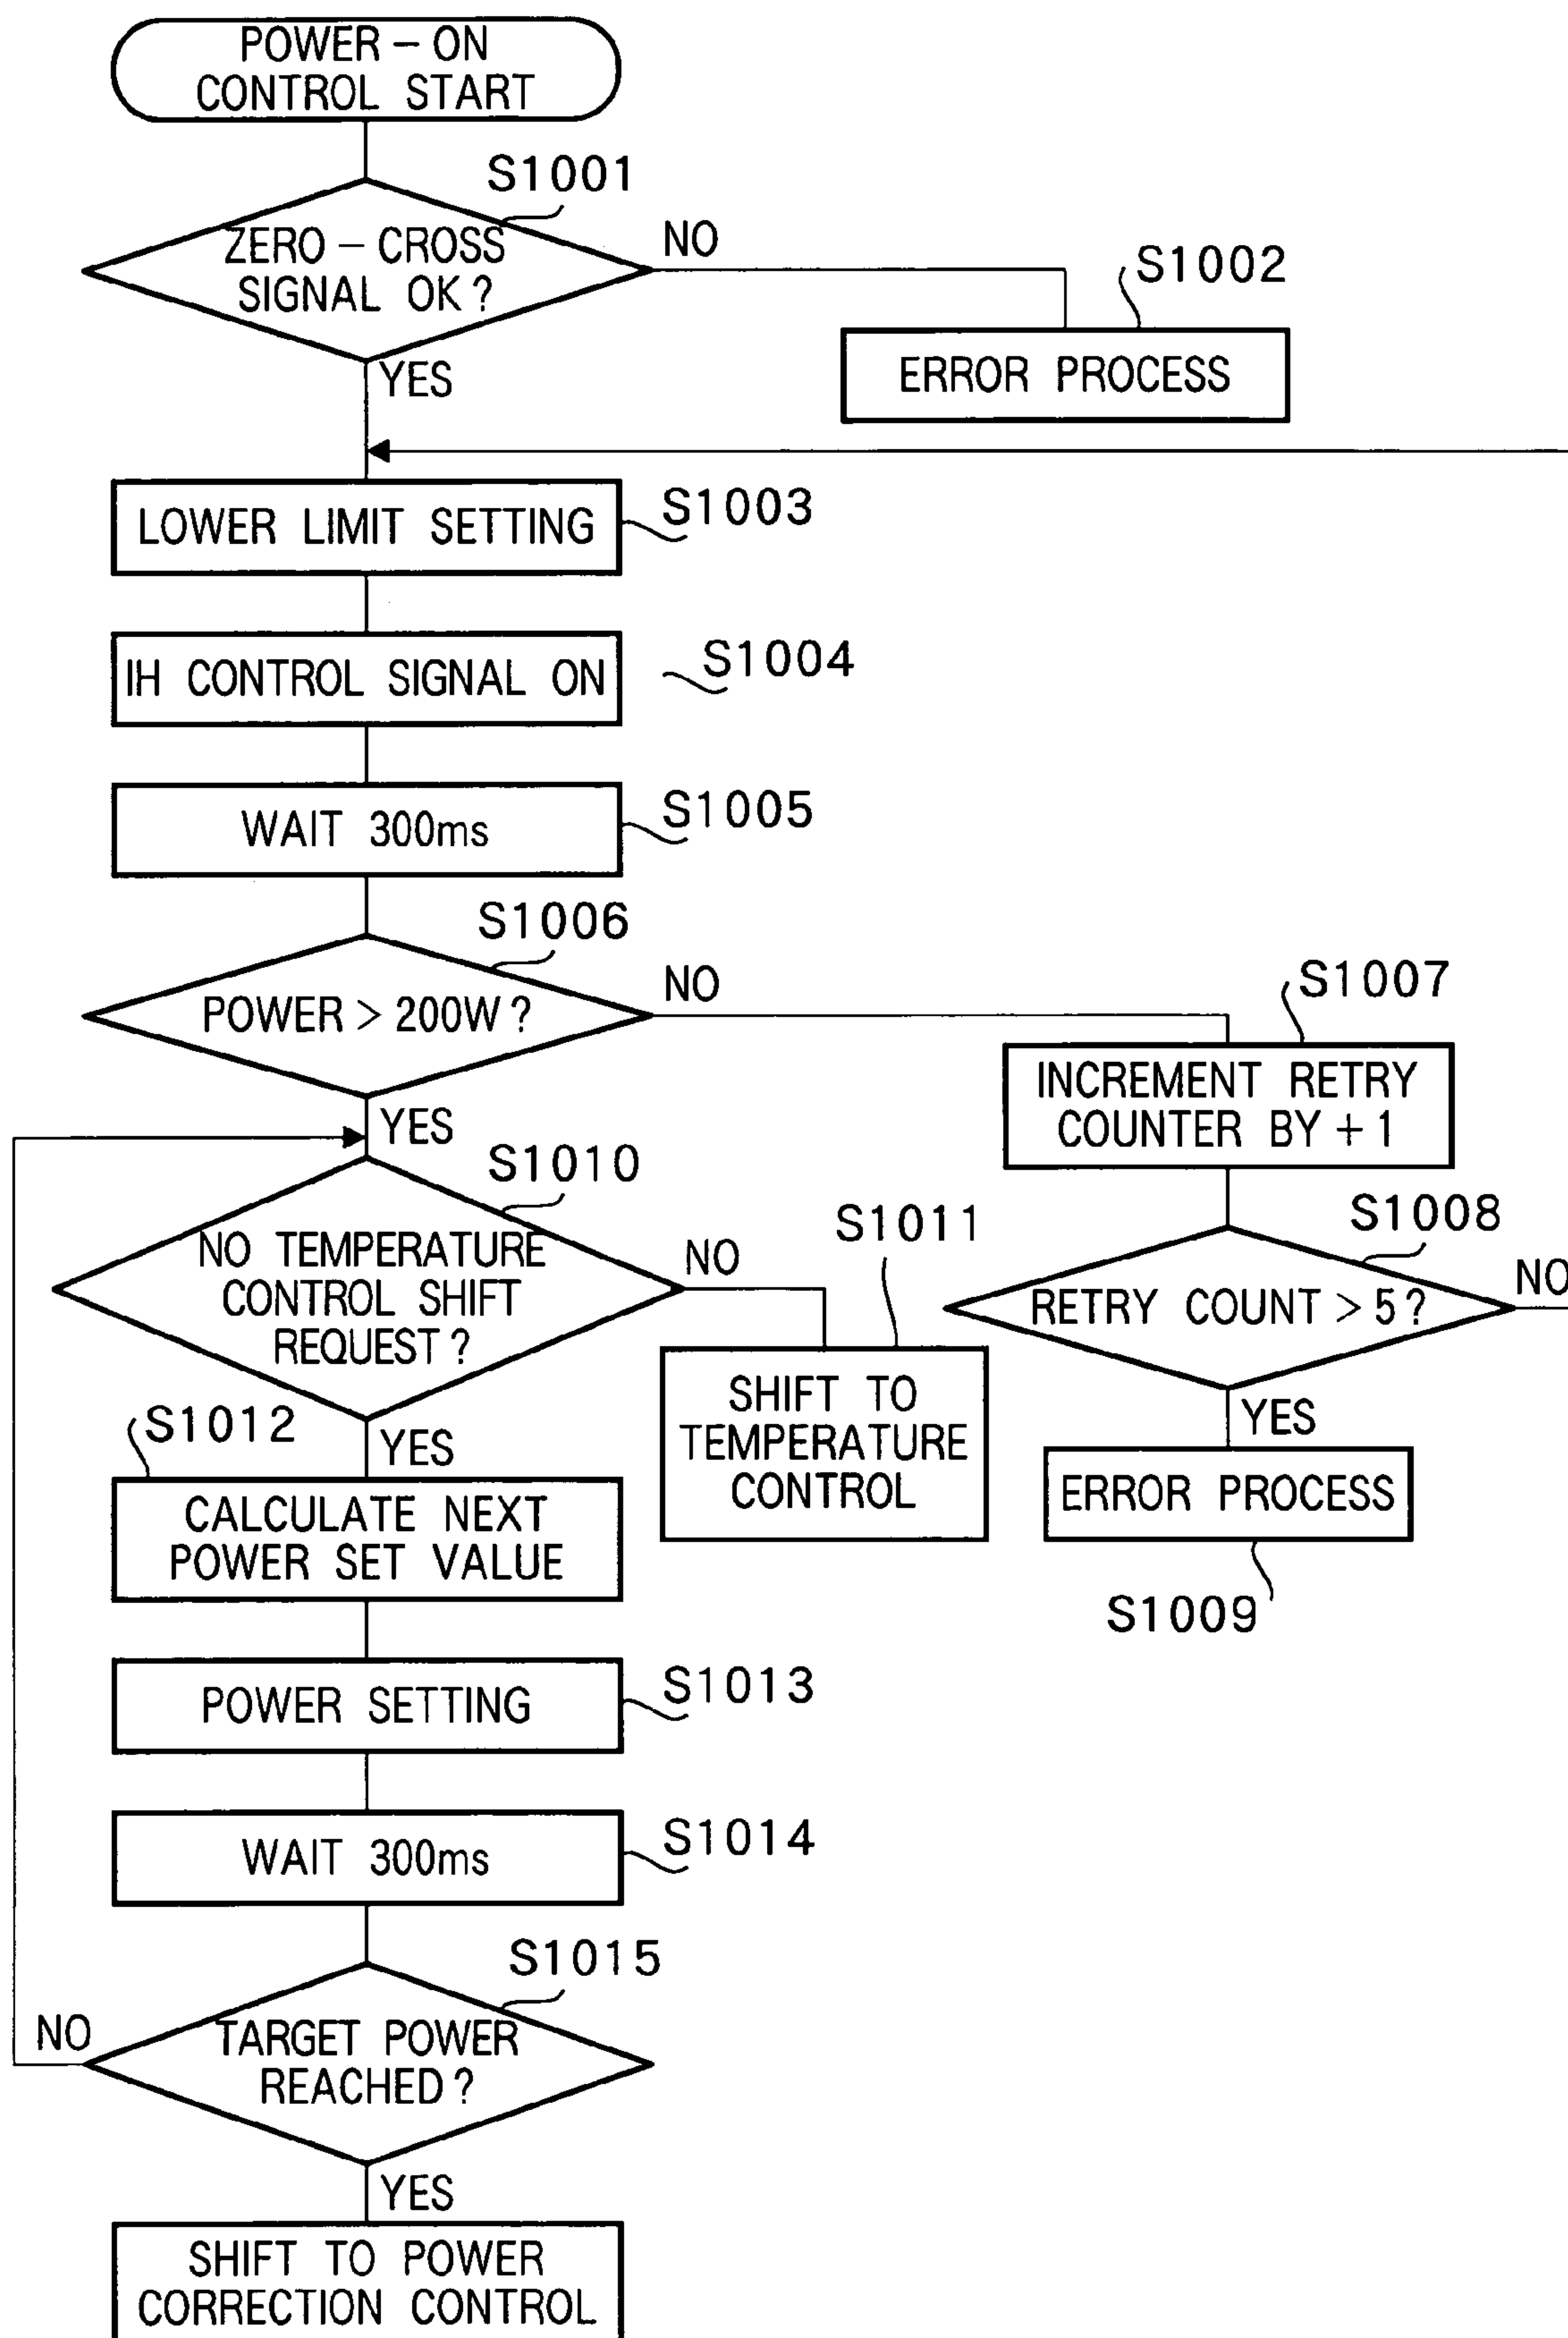 POWER – ON
CONTROL START
S1001
ZERO – CROSS
SIGNAL OK ?
NO
YES
S1002
ERROR PROCESS
LOWER LIMIT SETTING
S1003
IH CONTROL SIGNAL ON
S1004
WAIT 300ms
S1005
S1006
POWER > 200W ?
NO
YES
S1007
INCREMENT RETRY
COUNTER BY + 1
S1008
RETRY COUNT > 5 ?
NO
YES
ERROR PROCESS
S1009
S1010
NO TEMPERATURE
CONTROL SHIFT
REQUEST ?
NO
YES
S1011
SHIFT TO
TEMPERATURE
CONTROL
S1012
CALCULATE NEXT
POWER SET VALUE
POWER SETTING
S1013
WAIT 300ms
S1014
S1015
TARGET POWER
REACHED ?
NO
YES
SHIFT TO POWER
CORRECTION CONTROL